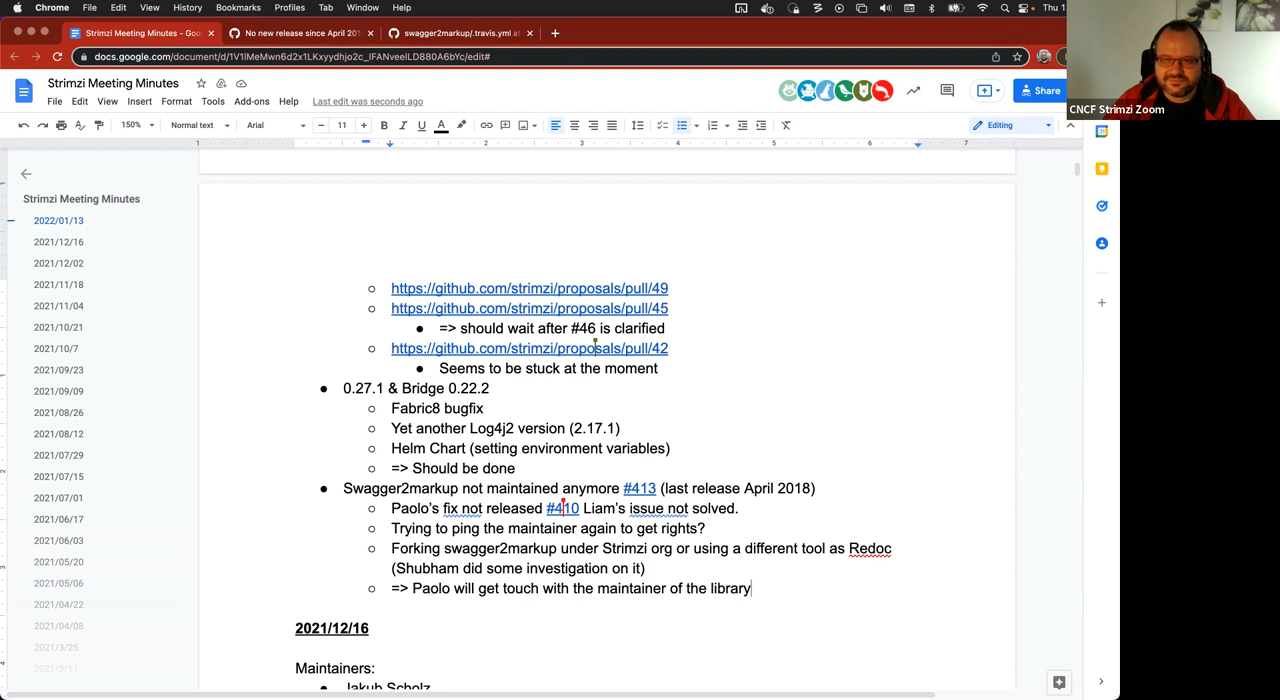 Chrome File Edit View History Bookmarks Profiles Tab Window Help Thu 1
Strimzi Meeting Minutes - Goo No new release since April 201 swagger2markup/.travis.yml a
docs.google.com/document/d/
Strimzi Meeting Minutes
File Edit View Insert Format Tools Add-ons Help Last edit was seconds ago
Share
150% Normal text Arial 11 Editing
CNCF Strimzi Zoom
Strimzi Meeting Minutes
2022/01/13
2021/12/16
2021/12/02
2021/11/18
2021/11/04
2021/10/21
2021/10/7
2021/09/23
2021/09/09
2021/08/26
2021/08/12
2021/07/29
2021/07/15
2021/07/01
2021/06/17
2021/06/03
2021/05/20
2021/05/06
2021/04/22
2021/04/08
2021/3/25
2021/3/11
https://github.com/strimzi/proposals/pull/49
https://github.com/strimzi/proposals/pull/45
=> should wait after #46 is clarified
https://github.com/strimzi/proposals/pull/42
Seems to be stuck at the moment
0.27.1 & Bridge 0.22.2
Fabric8 bugfix
Yet another Log4j2 version (2.17.1)
Helm Chart (setting environment variables)
=> Should be done
Swagger2markup not maintained anymore #413 (last release April 2018)
Paolo's fix not released #410 Liam's issue not solved.
Trying to ping the maintainer again to get rights?
Forking swagger2markup under Strimzi org or using a different tool as Redoc
(Shubham did some investigation on it)
=> Paolo will get touch with the maintainer of the library
2021/12/16
Maintainers:
Jakub Scholz